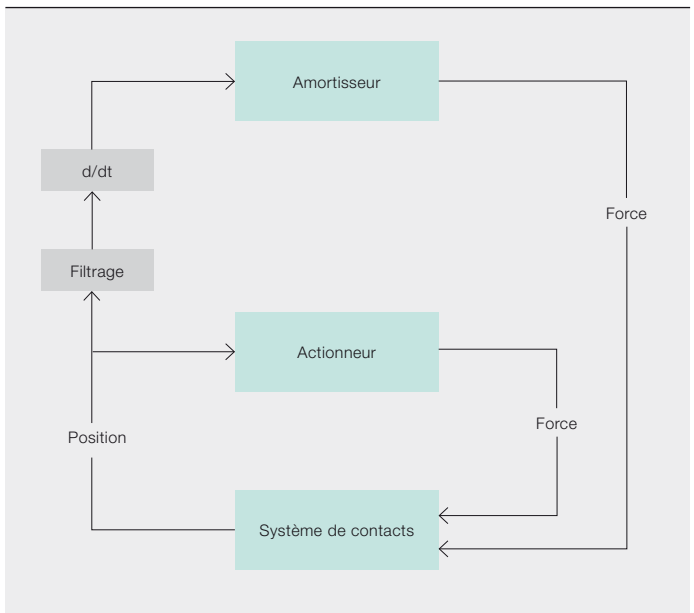 Amortisseur
d/dt
Force
Filtrage
Actionneur
Force
Position
Système de contacts